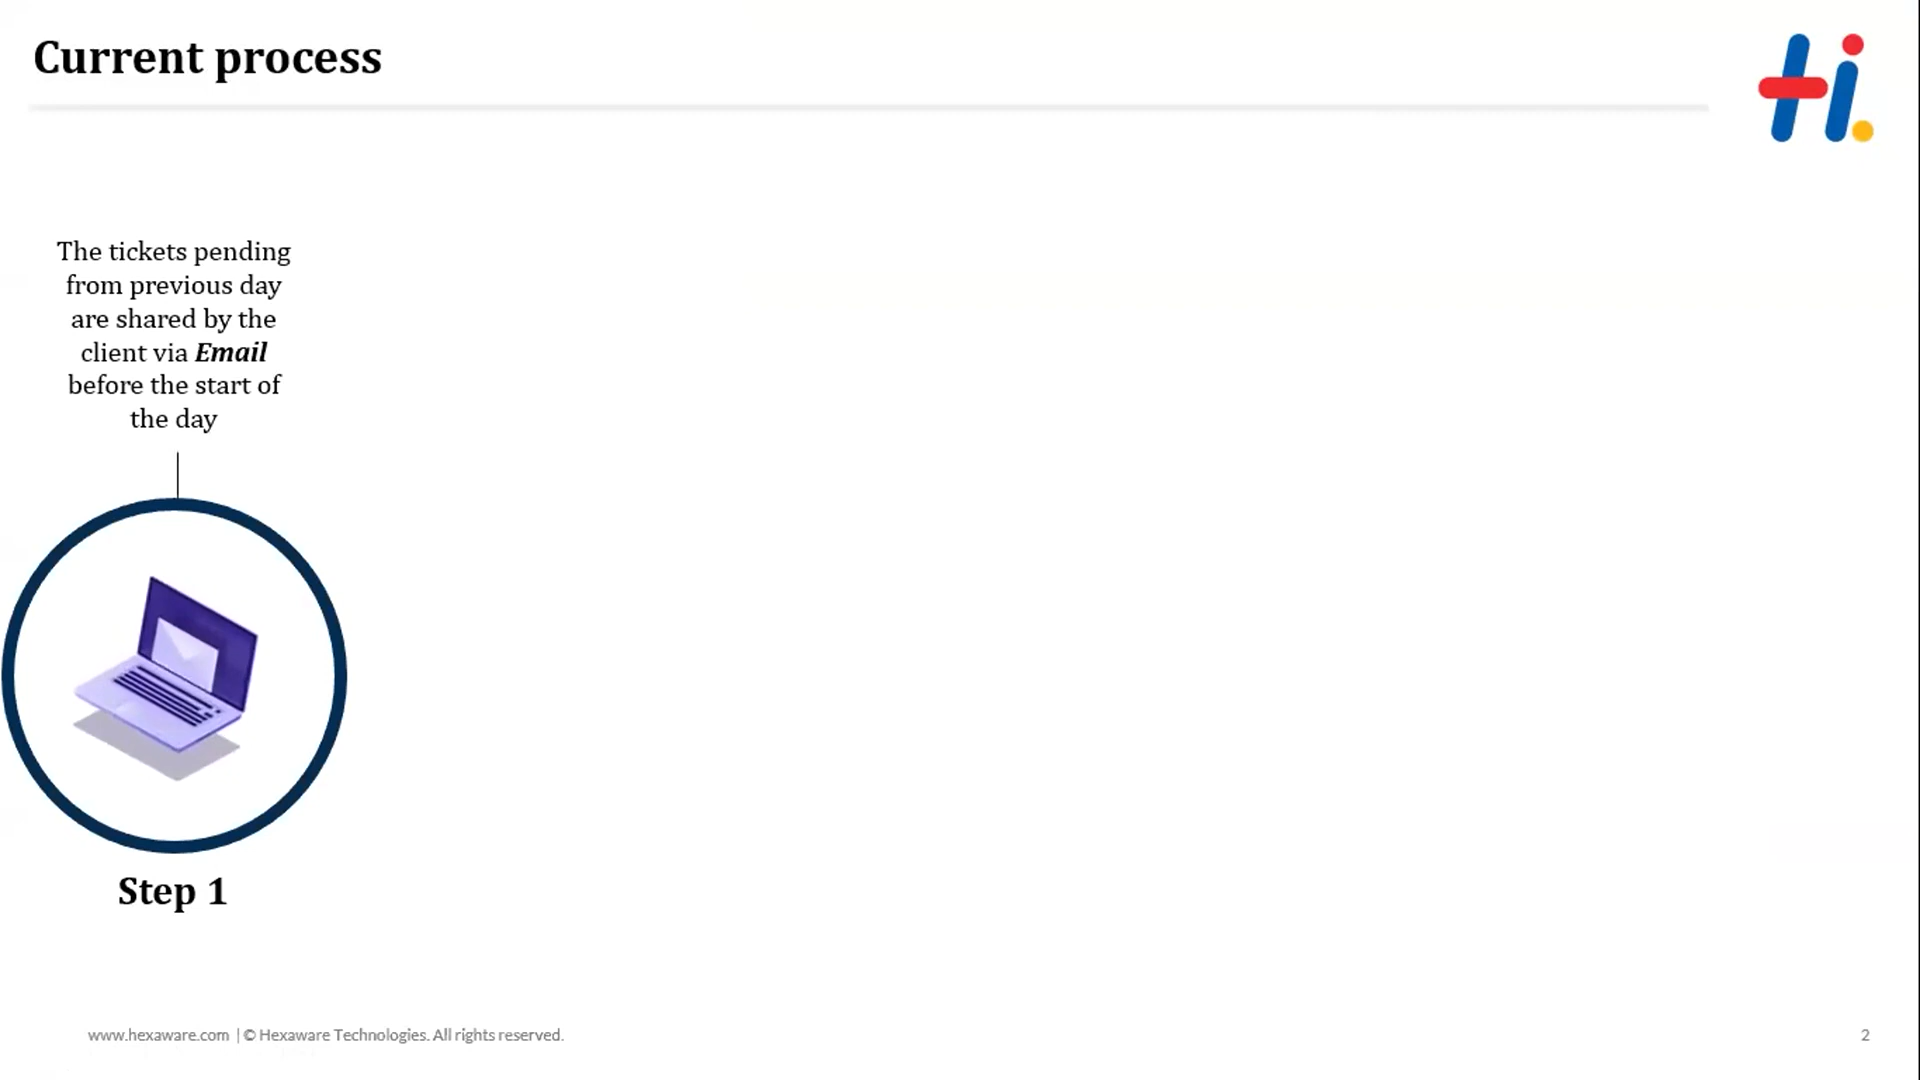 Current process
Hi.
The tickets pending
from previous day
are shared by the
client via Email
before the start of
the day
Step 1
www.hexaware.com | © Hexaware Technologies. All rights reserved.
2